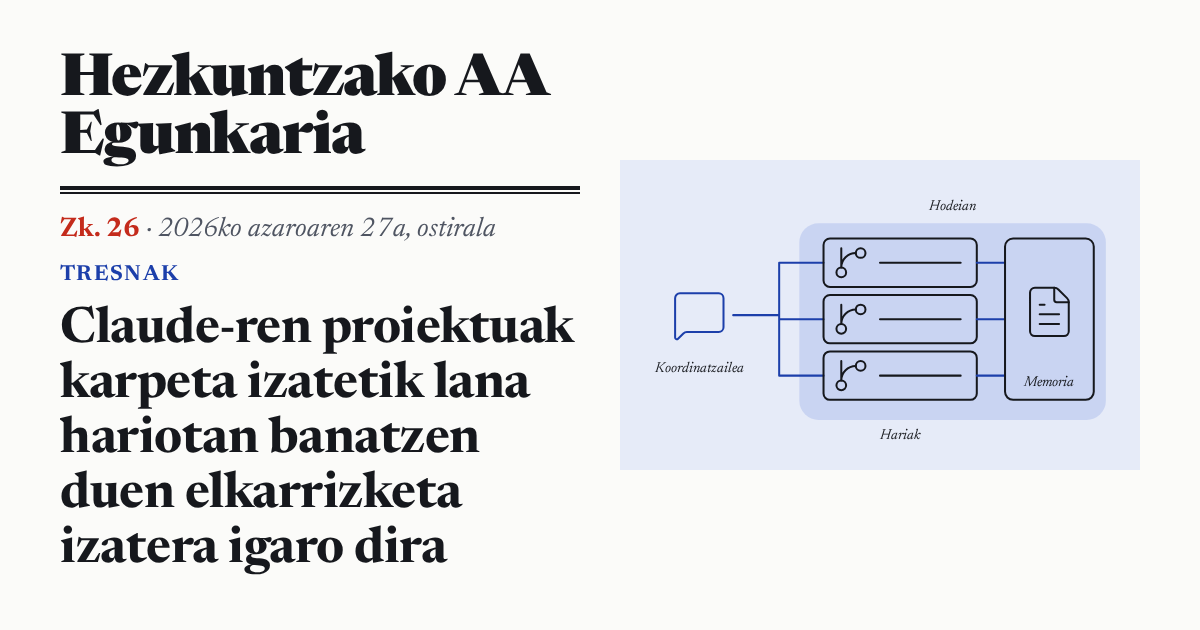 Hezkuntzako AA
Egunkaria
Zk. 26 · 2026ko azaroaren 27a, ostirala
TRESNAK
Claude-ren proiektuak
karpeta izatetik lana
hariotan banatzen
duen elkarrizketa
izatera igaro dira
Hodeian
Koordinatzailea
Memoria
Hariak